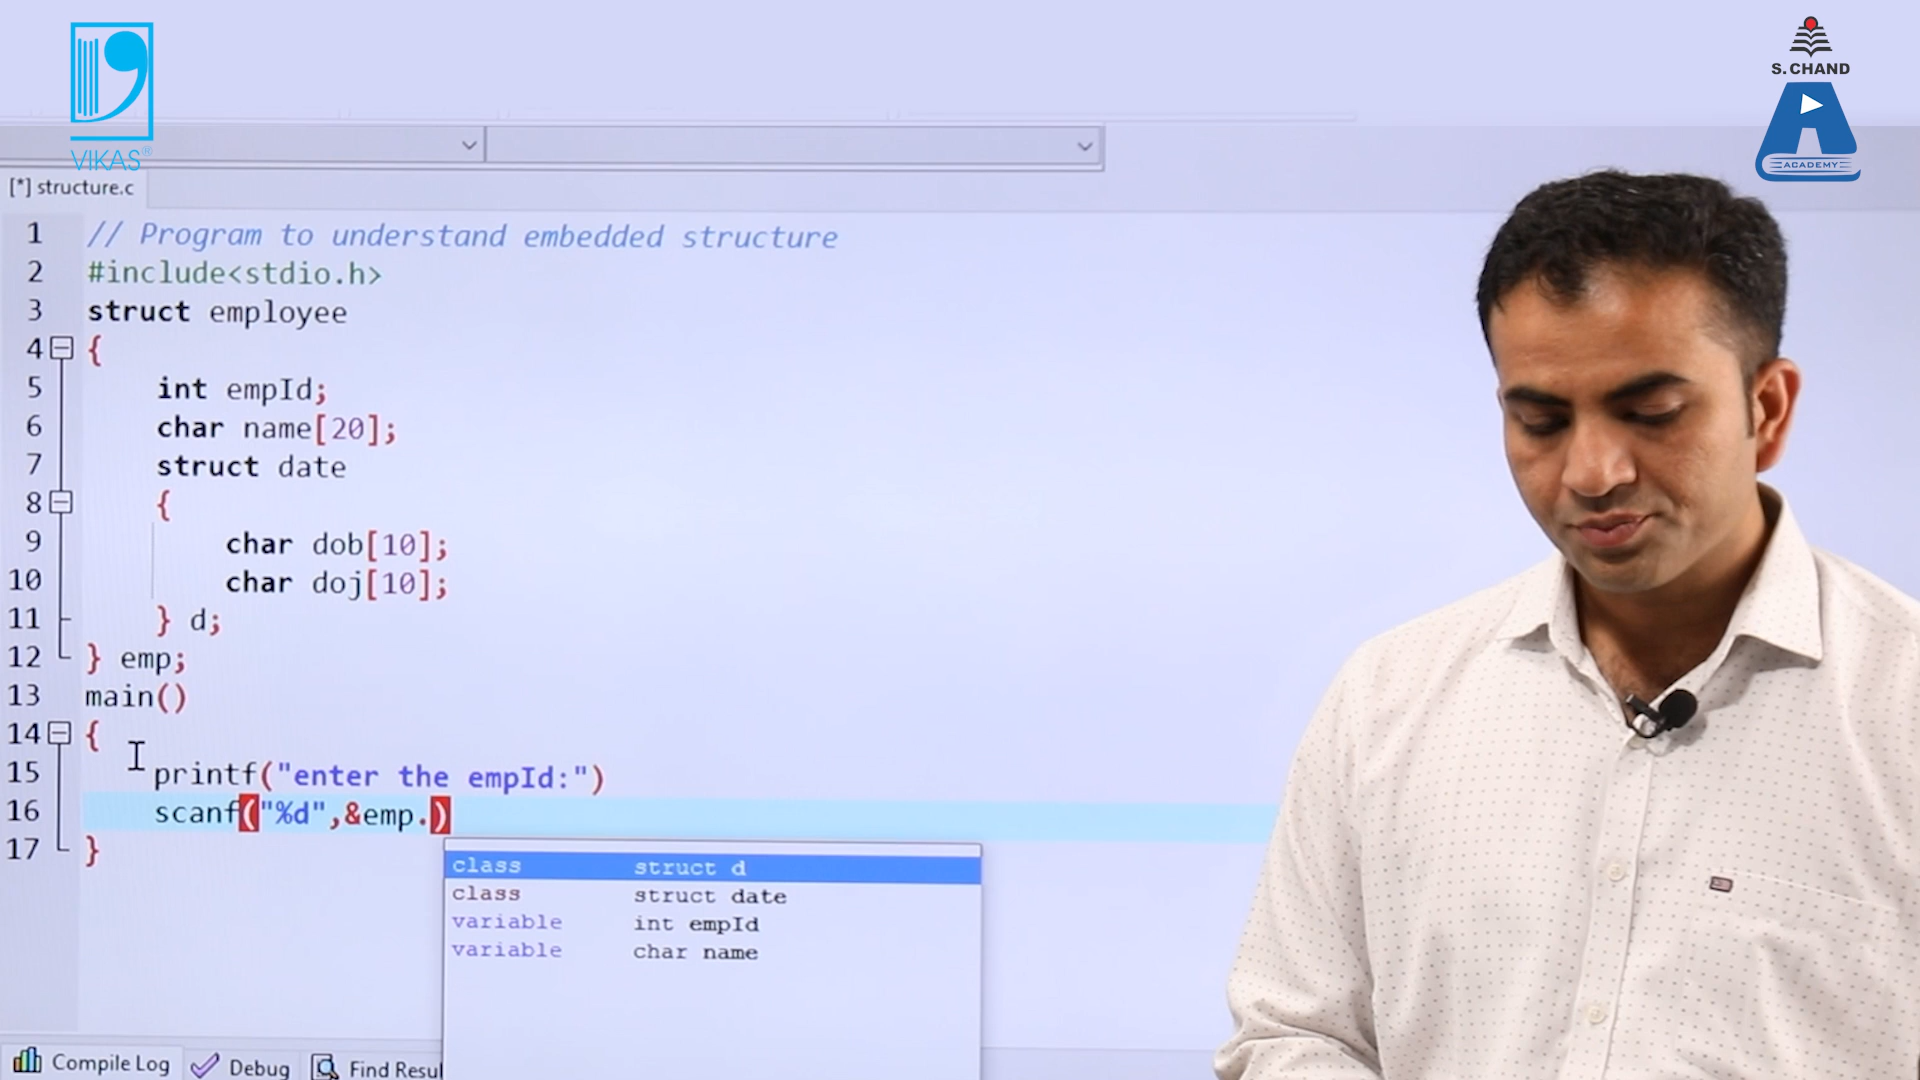 VIKAS®
S. CHAND
ACADEMY
[*] structure.c
1 // Program to understand embedded structure
2 #include<stdio.h>
3 struct employee
4 {
5 int empId;
6 char name[20];
7 struct date
8 {
9 char dob[10];
10 char doj[10];
11 } d;
12 } emp;
13 main()
14 {
15 printf("enter the empId:")
16 scanf("%d",&emp.)
17 }
class struct d
class struct date
variable int empId
variable char name
Compile Log Debug Find Resu